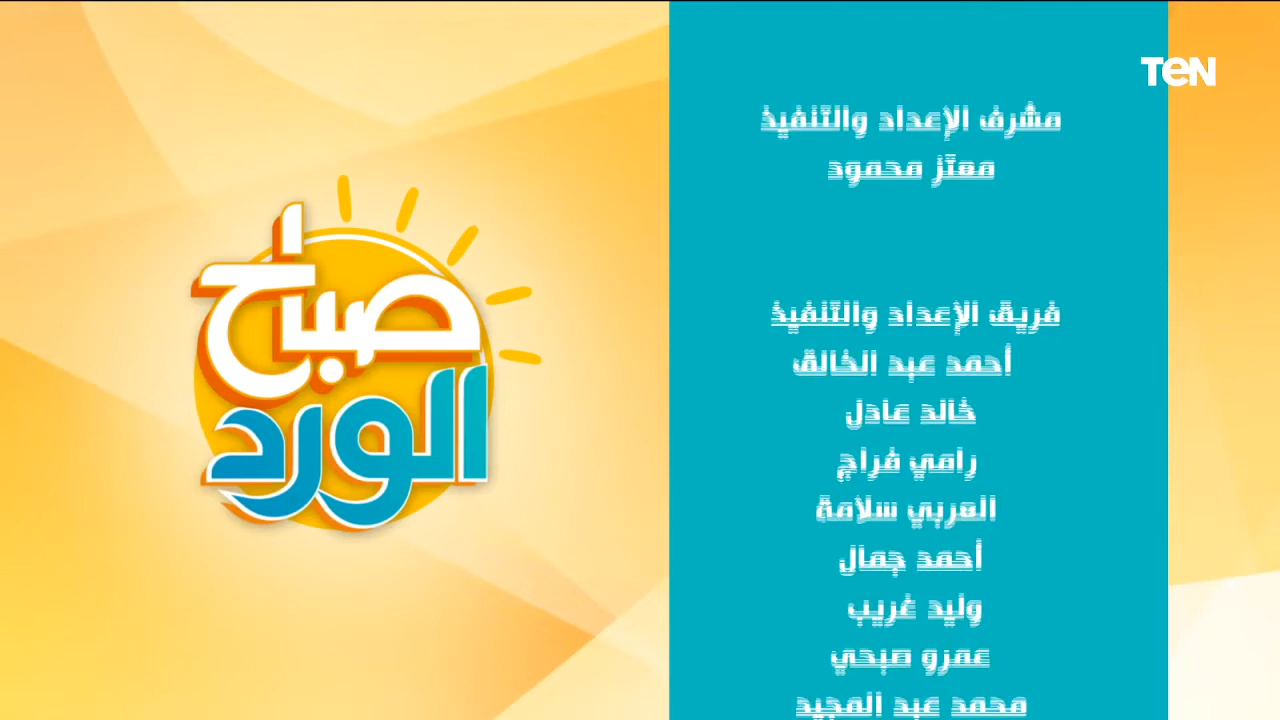 TEN
صباح
الورد
مشرف الإعداد والتنفيذ
معتز محمود
فريق الإعداد والتنفيذ
أحمد عبد الخالق
خالد عادل
رامي فراج
العربي سلامة
أحمد جمال
وليد غريب
عمرو صبحي
محمد عبد المجيد